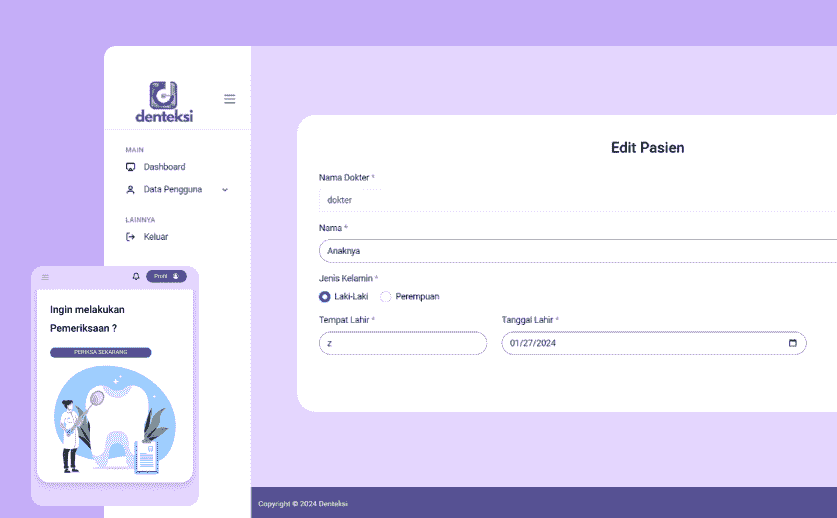 denteksi
MAIN
Dashboard
Data Pengguna
LAINNYA
Keluar
Edit Pasien
Nama Dokter *
dokter
Nama *
Anaknya
Jenis Kelamin *
Laki-Laki Perempuan
Tempat Lahir * Tanggal Lahir *
z 01/27/2024
Copyright © 2024 Denteksi
Profil
Ingin melakukan
Pemeriksaan ?
PERIKSA SEKARANG